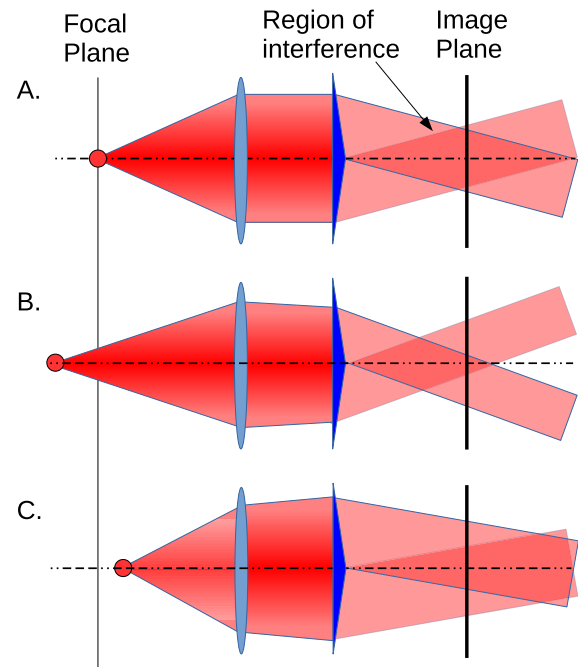 Focal
Plane
Region of
interference
Image
Plane
A.
B.
C.